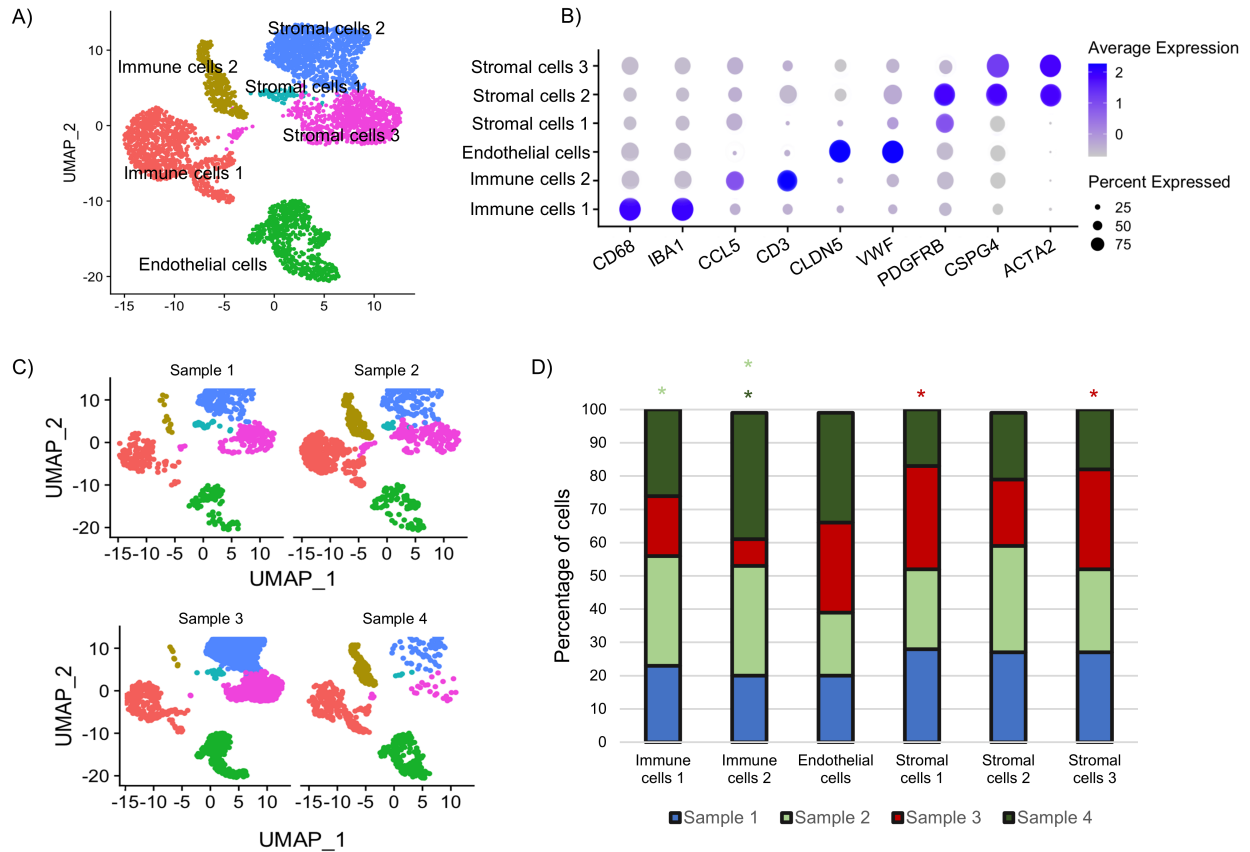 A)
Stromal cells 2
Immune cells 2
Stromal cells 1
Stromal cells 3
Immune cells 1
Endothelial cells
UMAP_2
10
0
-10
-20
-15 -10 -5 0 5 10
B)
Stromal cells 3
Stromal cells 2
Stromal cells 1
Endothelial cells
Immune cells 2
Immune cells 1
CD68 IBA1 CCL5 CD3 CLDN5 VWF PDGFRB CSPG4 ACTA2
Average Expression
2
1
0
Percent Expressed
25
50
75
C)
Sample 1 Sample 2
UMAP_2
10
0
-10
-20
-15 -10 -5 0 5 10 -15 -10 -5 0 5 10
UMAP_1
Sample 3 Sample 4
UMAP_2
10
0
-10
-20
-15 -10 -5 0 5 10 -15 -10 -5 0 5 10
UMAP_1
D)
*
* * * *
Percentage of cells
100
90
80
70
60
50
40
30
20
10
0
Immune cells 1
Immune cells 2
Endothelial cells
Stromal cells 1
Stromal cells 2
Stromal cells 3
Sample 1 Sample 2 Sample 3 Sample 4